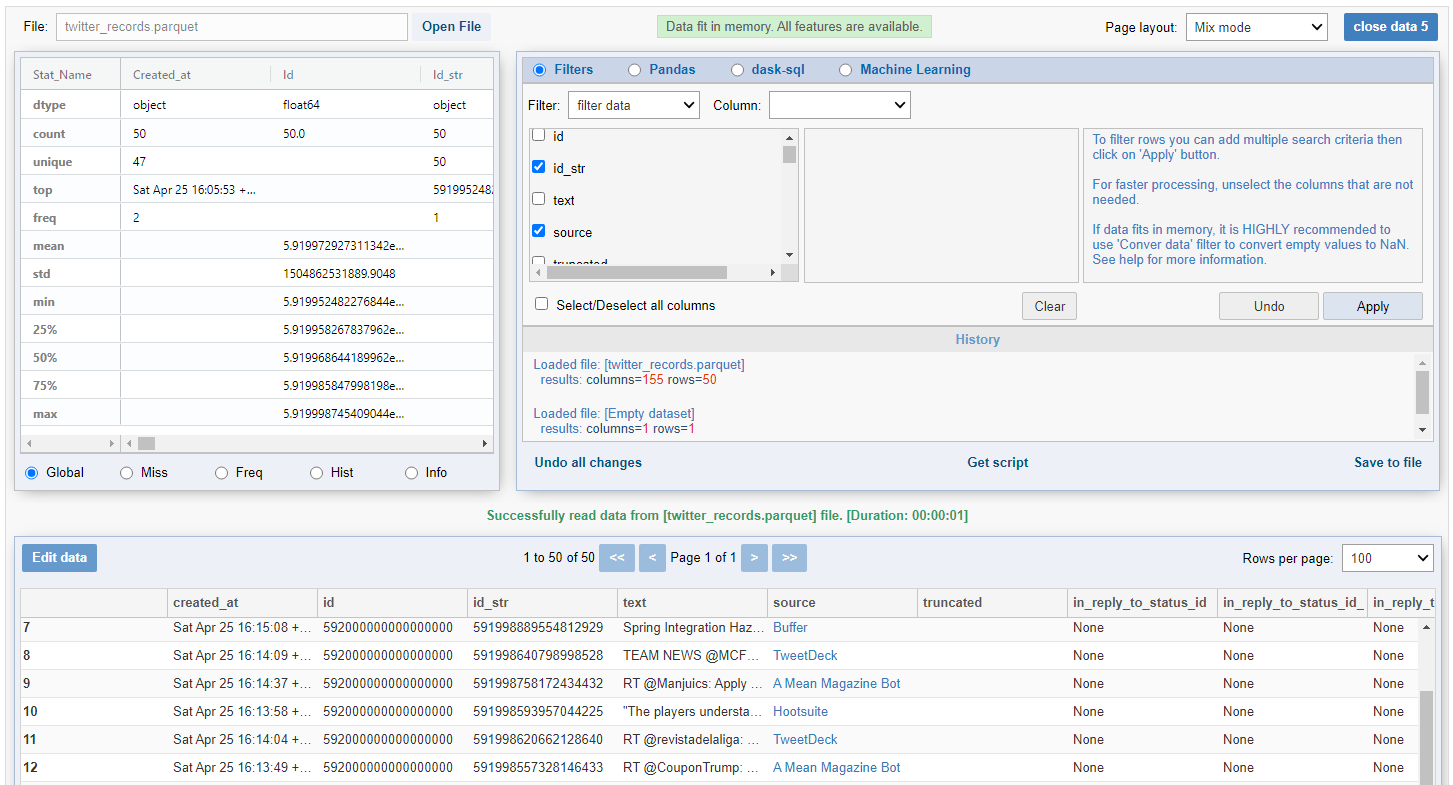 File: twitter_records.parquet Open File Data fit in memory. All features are available. Page layout: Mix mode close data 5
Stat_Name Created_at Id Id_str
dtype object float64 object
count 50 50.0 50
unique 47 50
top Sat Apr 25 16:05:53 +... 591995248
freq 2 1
mean 5.919972927311342e...
std 1504862531889.9048
min 5.919952482276844e...
25% 5.919958267837962e...
50% 5.919968644189962e...
75% 5.919985847998198e...
max 5.919998745409044e...
Global Miss Freq Hist Info
Filters Pandas dask-sql Machine Learning
Filter: filter data Column:
id
id_str
text
source
truncated
To filter rows you can add multiple search criteria then
click on 'Apply' button.
For faster processing, unselect the columns that are not
needed.
If data fits in memory, it is HIGHLY recommended to
use 'Conver data' filter to convert empty values to NaN.
See help for more information.
Select/Deselect all columns Clear Undo Apply
History
Loaded file: [twitter_records.parquet]
results: columns=155 rows=50
Loaded file: [Empty dataset]
results: columns=1 rows=1
Undo all changes Get script Save to file
Successfully read data from [twitter_records.parquet] file. [Duration: 00:00:01]
Edit data 1 to 50 of 50 << < Page 1 of 1 > >> Rows per page: 100
created_at id id_str text source truncated in_reply_to_status_id in_reply_to_status_id_ in_reply_t
7 Sat Apr 25 16:15:08 +... 592000000000000000 591998889554812929 Spring Integration Haz... Buffer None None None
8 Sat Apr 25 16:14:09 +... 592000000000000000 591998640798998528 TEAM NEWS @MCF... TweetDeck None None None
9 Sat Apr 25 16:14:37 +... 592000000000000000 591998758172434432 RT @Manjuics: Apply ... A Mean Magazine Bot None None None
10 Sat Apr 25 16:13:58 +... 592000000000000000 591998593957044225 "The players understa... Hootsuite None None None
11 Sat Apr 25 16:14:04 +... 592000000000000000 591998620662128640 RT @revistadelaliga: ... TweetDeck None None None
12 Sat Apr 25 16:13:49 +... 592000000000000000 591998557328146433 RT @CouponTrump: ... A Mean Magazine Bot None None None